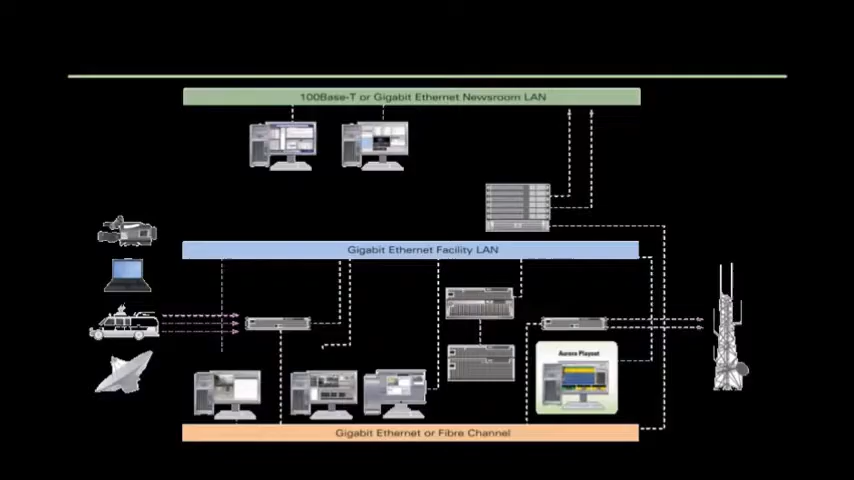 100Base-T or Gigabit Ethernet Newsroom LAN
Gigabit Ethernet Facility LAN
Aurora Playout
Gigabit Ethernet or Fibre Channel